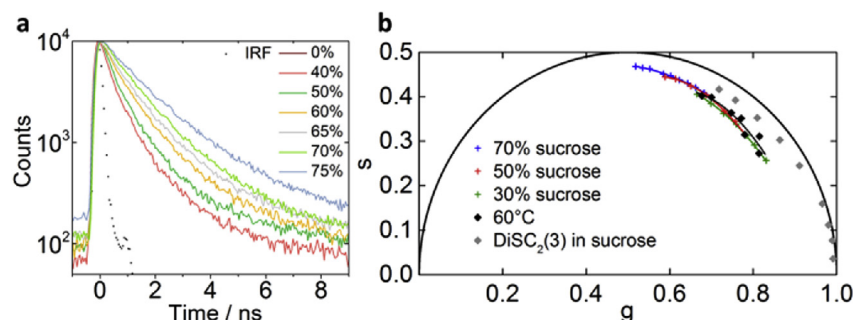 a
b
10⁴
10³
10²
Counts
IRF
0%
40%
50%
60%
65%
70%
75%
0 2 4 6 8
Time / ns
0.5
0.4
0.3
0.2
0.1
0.0
s
70% sucrose
50% sucrose
30% sucrose
60°C
DiSC₂(3) in sucrose
0.2 0.4 0.6 0.8 1.0
g